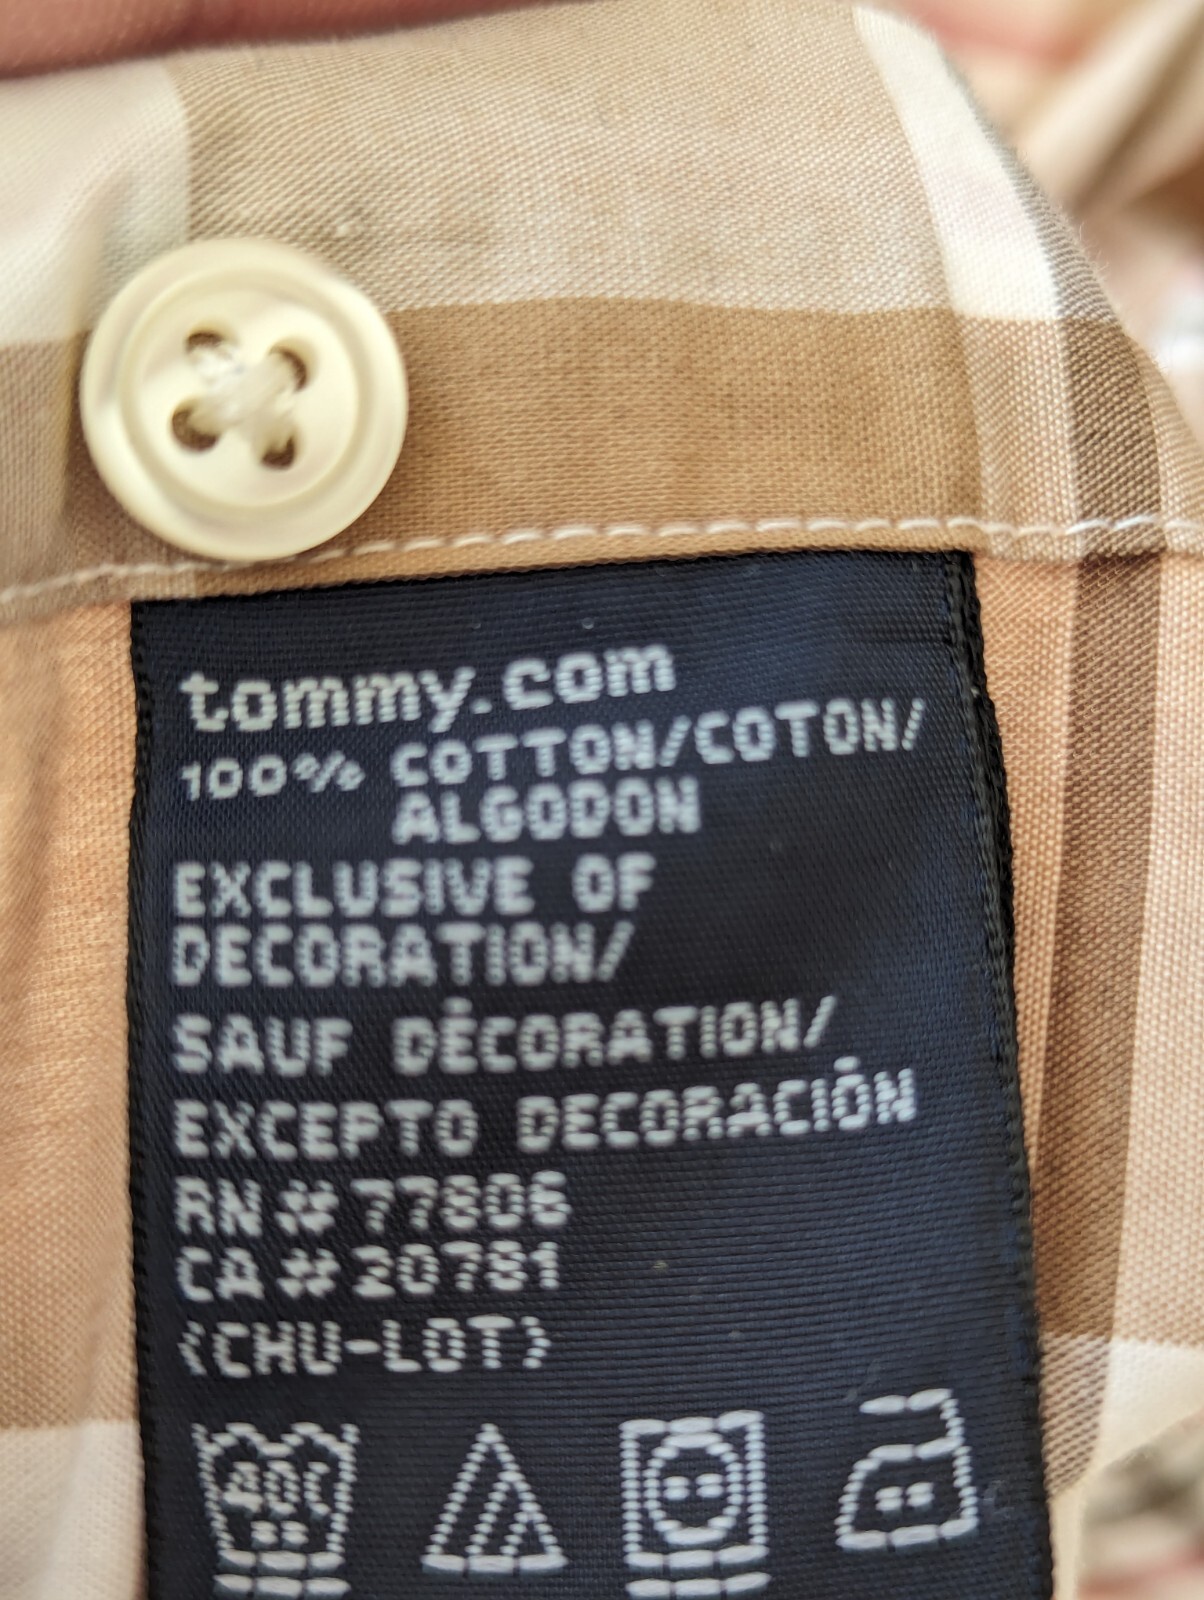 tommy.com
100% COTTON/COTON/
ALGODON
EXCLUSIVE OF
DECORATION/
SAUF DÉCORATION/
EXCEPTO DECORACIÓN
RN#77806
CA#20781
(CHU-LOT)
40C